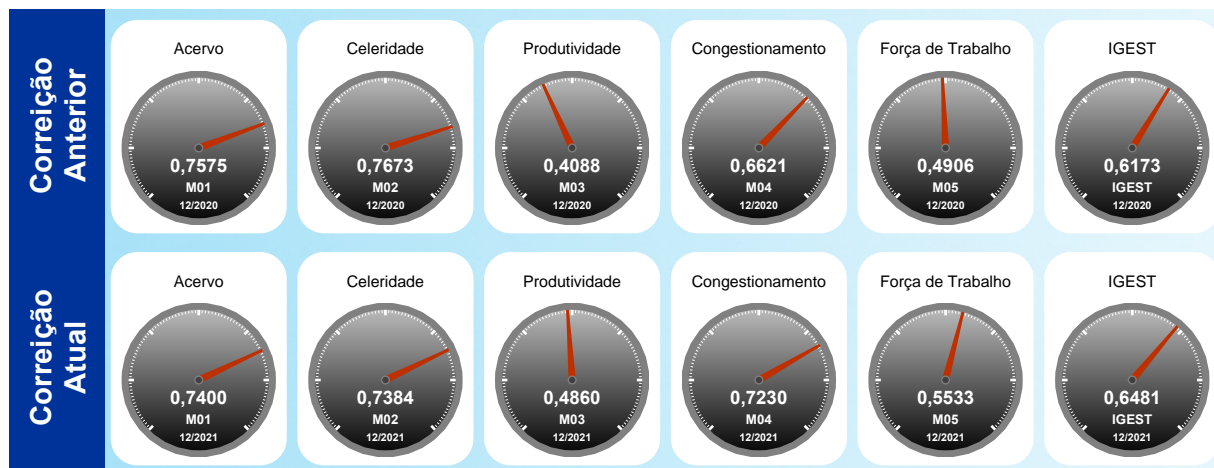 Correição
Anterior
Acervo
0,7575
M01
12/2020
Celeridade
0,7673
M02
12/2020
Produtividade
0,4088
M03
12/2020
Congestionamento
0,6621
M04
12/2020
Força de Trabalho
0,4906
M05
12/2020
IGEST
0,6173
IGEST
12/2020
Correição
Atual
Acervo
0,7400
M01
12/2021
Celeridade
0,7384
M02
12/2021
Produtividade
0,4860
M03
12/2021
Congestionamento
0,7230
M04
12/2021
Força de Trabalho
0,5533
M05
12/2021
IGEST
0,6481
IGEST
12/2021